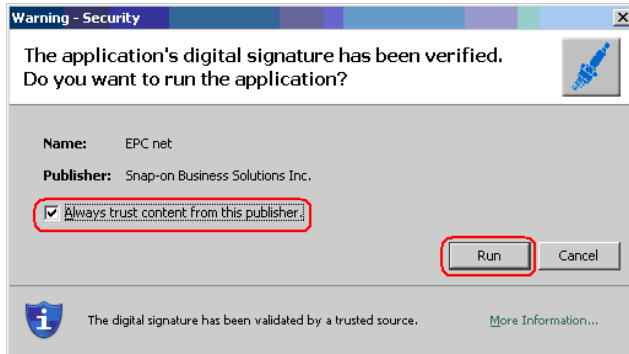 Warning - Security
The application's digital signature has been verified.
Do you want to run the application?
Name: EPC net
Publisher: Snap-on Business Solutions Inc.
Always trust content from this publisher.
Run Cancel
The digital signature has been validated by a trusted source. More Information...